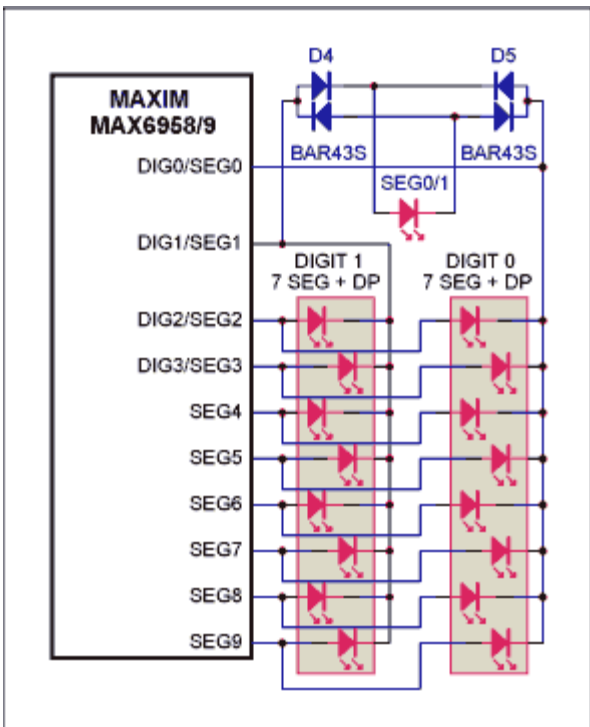 D4
D5
MAXIM
MAX6958/9
BAR43S
BAR43S
DIG0/SEG0
SEG0/1
DIG1/SEG1
DIGIT 1
7 SEG + DP
DIGIT 0
7 SEG + DP
DIG2/SEG2
DIG3/SEG3
SEG4
SEG5
SEG6
SEG7
SEG8
SEG9